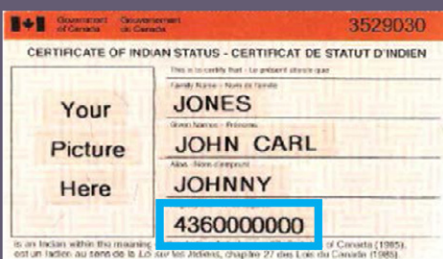 Government Gouvernement
of Canada du Canada
3529030
CERTIFICATE OF INDIAN STATUS - CERTIFICAT DE STATUT D'INDIEN
This is to certify that - Le présent atteste que
Family Name - Nom de famille
JONES
Your
Picture
Here
Given Names - Prénoms
JOHN CARL
Alias - Nom d'emprunt
JOHNNY
4360000000
is an Indian within the meaning of Canada (1985).
est un Indien au sens de la Loi sur les Indiens, chapitre 27 des Lois du Canada (1985).